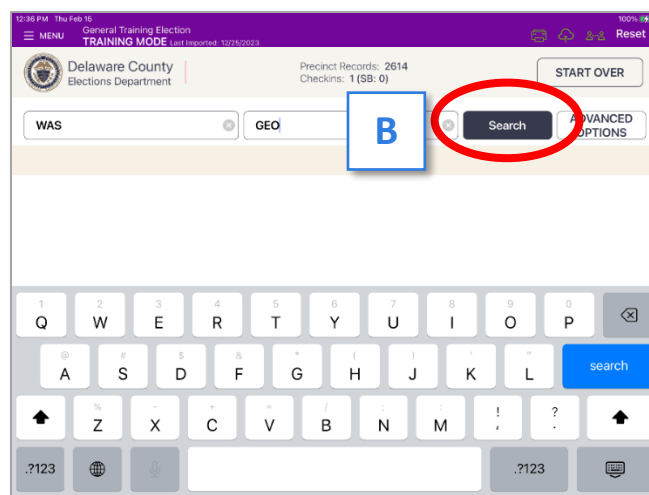 12:36 PM Thu Feb 15
100%
MENU
General Training Election
TRAINING MODE Last Imported: 12/25/2023
Reset
Delaware County
Elections Department
Precinct Records: 2614
Checkins: 1 (SB: 0)
START OVER
WAS
GEO
B
Search
ADVANCED
OPTIONS
1 2 3 4 5 6 7 8 9 0
Q W E R T Y U I O P
@ # $ & * ( ) ' "
A S D F G H J K L search
% - + = / ; : ! ?
Z X C V B N M , .
.?123 .?123